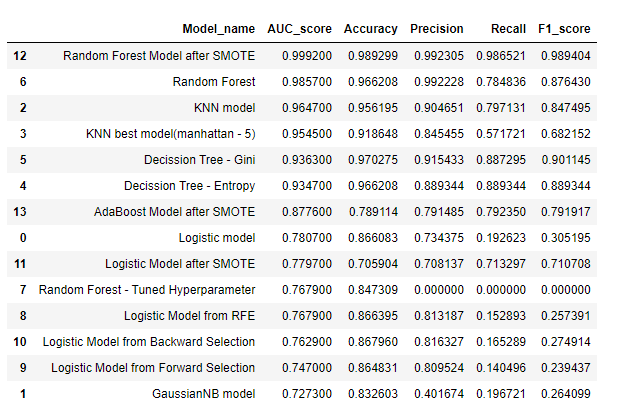 Model_name AUC_score Accuracy Precision Recall F1_score
12 Random Forest Model after SMOTE 0.999200 0.989299 0.992305 0.986521 0.989404
6 Random Forest 0.985700 0.966208 0.992228 0.784836 0.876430
2 KNN model 0.964700 0.956195 0.904651 0.797131 0.847495
3 KNN best model(manhattan - 5) 0.954500 0.918648 0.845455 0.571721 0.682152
5 Decission Tree - Gini 0.936300 0.970275 0.915433 0.887295 0.901145
4 Decission Tree - Entropy 0.934700 0.966208 0.889344 0.889344 0.889344
13 AdaBoost Model after SMOTE 0.877600 0.789114 0.791485 0.792350 0.791917
0 Logistic model 0.780700 0.866083 0.734375 0.192623 0.305195
11 Logistic Model after SMOTE 0.779700 0.705904 0.708137 0.713297 0.710708
7 Random Forest - Tuned Hyperparameter 0.767900 0.847309 0.000000 0.000000 0.000000
8 Logistic Model from RFE 0.767900 0.866395 0.813187 0.152893 0.257391
10 Logistic Model from Backward Selection 0.762900 0.867960 0.816327 0.165289 0.274914
9 Logistic Model from Forward Selection 0.747000 0.864831 0.809524 0.140496 0.239437
1 GaussianNB model 0.727300 0.832603 0.401674 0.196721 0.264099